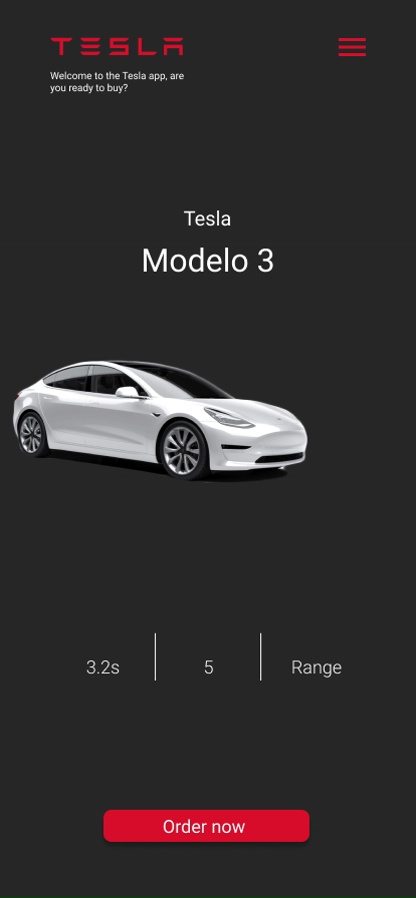 TESLA
Welcome to the Tesla app, are
you ready to buy?
Tesla
Modelo 3
3.2s
5
Range
Order now